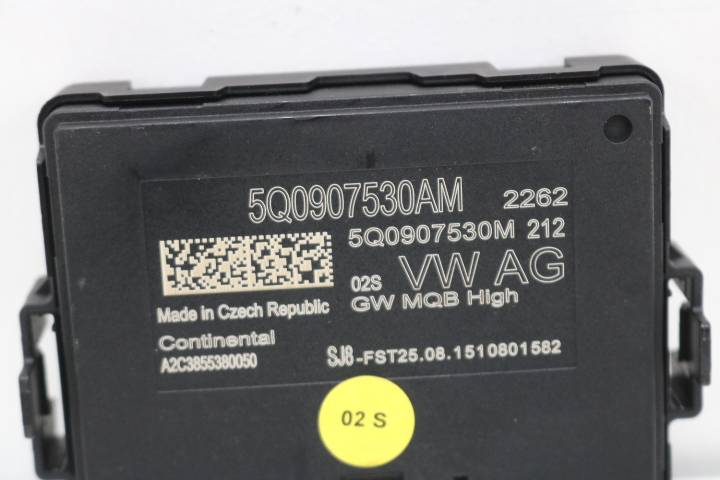 5Q0907530AM 2262
5Q0907530M 212
02S VW AG
GW MQB High
Made in Czech Republic
Continental
A2C3855380050
SJ8-FST25.08.1510801582
02 S